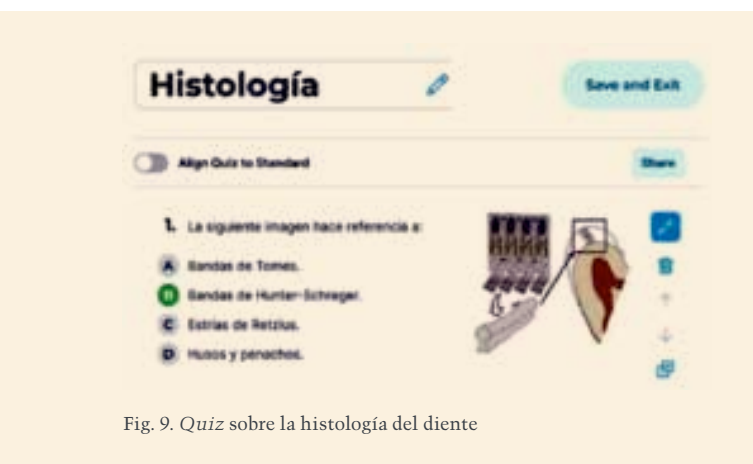 Histología
Save and Exit
Align Quiz to Standard
Share
1. La siguiente imagen hace referencia a:
A Bandas de Tomes.
B Bandas de Hunter-Schreger.
C Estrías de Retzius.
D Husos y penachos.
Fig. 9. Quiz sobre la histología del diente